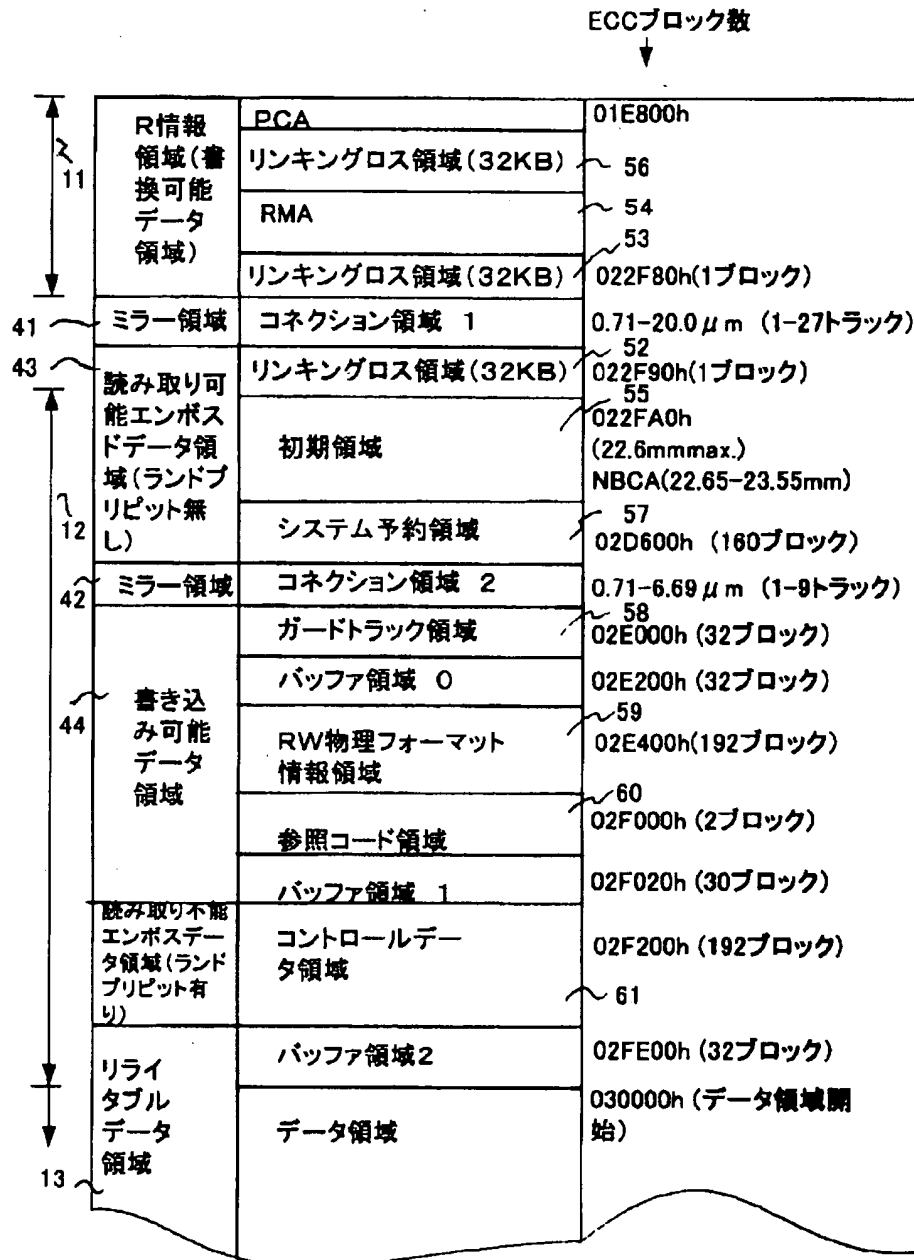 ECCブロック数
11
R情報
領域(書
換可能
データ
領域)
PCA
01E800h
リンキングロス領域(32KB)
56
RMA
54
53
リンキングロス領域(32KB)
022F80h(1ブロック)
41
ミラー領域
コネクション領域 1
0.71-20.0μm (1-27トラック)
43
12
読み取り可
能エンボス
ドデータ領
域(ランドプ
リピット無
し)
52
リンキングロス領域(32KB)
022F90h(1ブロック)
55
初期領域
022FA0h
(22.6mmmax.)
NBCA(22.65-23.55mm)
57
システム予約領域
02D600h (160ブロック)
42
ミラー領域
コネクション領域 2
0.71-6.69μm (1-9トラック)
44
書き込
み可能
データ
領域
58
ガードトラック領域
02E000h (32ブロック)
バッファ領域 0
02E200h (32ブロック)
59
RW物理フォーマット
情報領域
02E400h(192ブロック)
60
参照コード領域
02F000h (2ブロック)
バッファ領域 1
02F020h (30ブロック)
読み取り不能
エンボスデー
タ領域(ランド
プリピット有
り)
コントロールデー
タ領域
02F200h (192ブロック)
61
13
リライ
タブル
データ
領域
バッファ領域2
02FE00h (32ブロック)
データ領域
030000h (データ領域開
始)